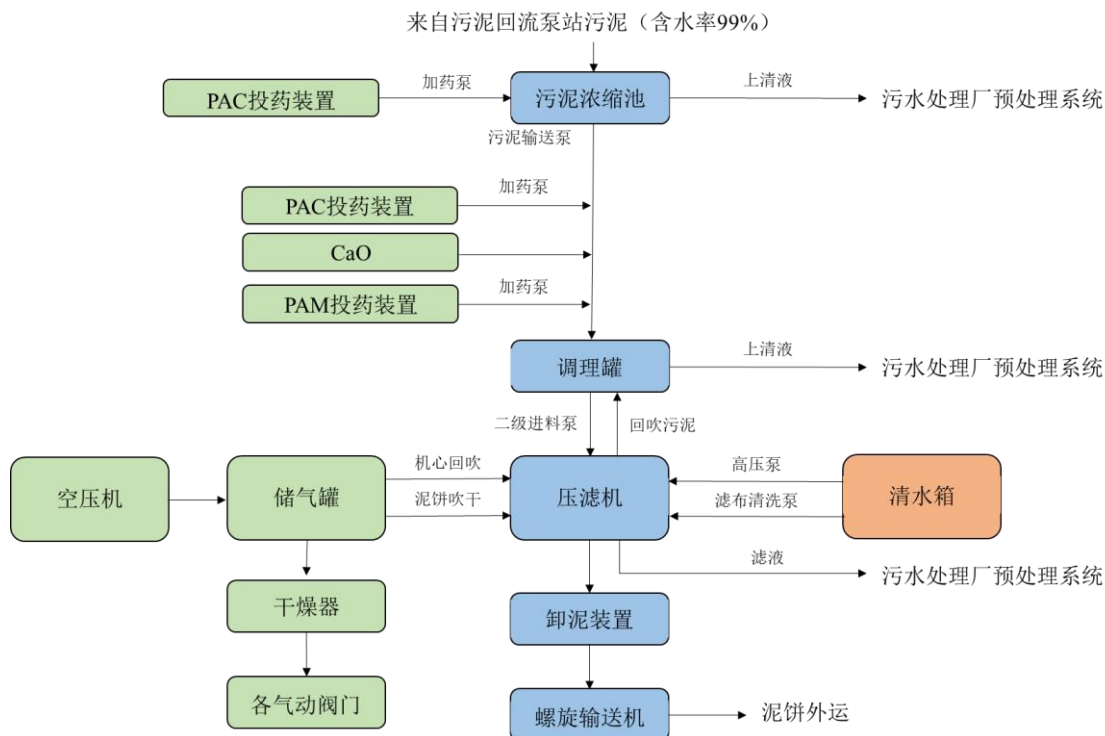 来自污泥回流泵站污泥（含水率99%）
PAC投药装置
加药泵
污泥浓缩池
上清液
污水处理厂预处理系统
污泥输送泵
加药泵
PAC投药装置
CaO
PAM投药装置
加药泵
调理罐
上清液
污水处理厂预处理系统
二级进料泵
回吹污泥
空压机
储气罐
机心回吹
泥饼吹干
压滤机
高压泵
滤布清洗泵
清水箱
滤液
污水处理厂预处理系统
干燥器
卸泥装置
各气动阀门
螺旋输送机
泥饼外运